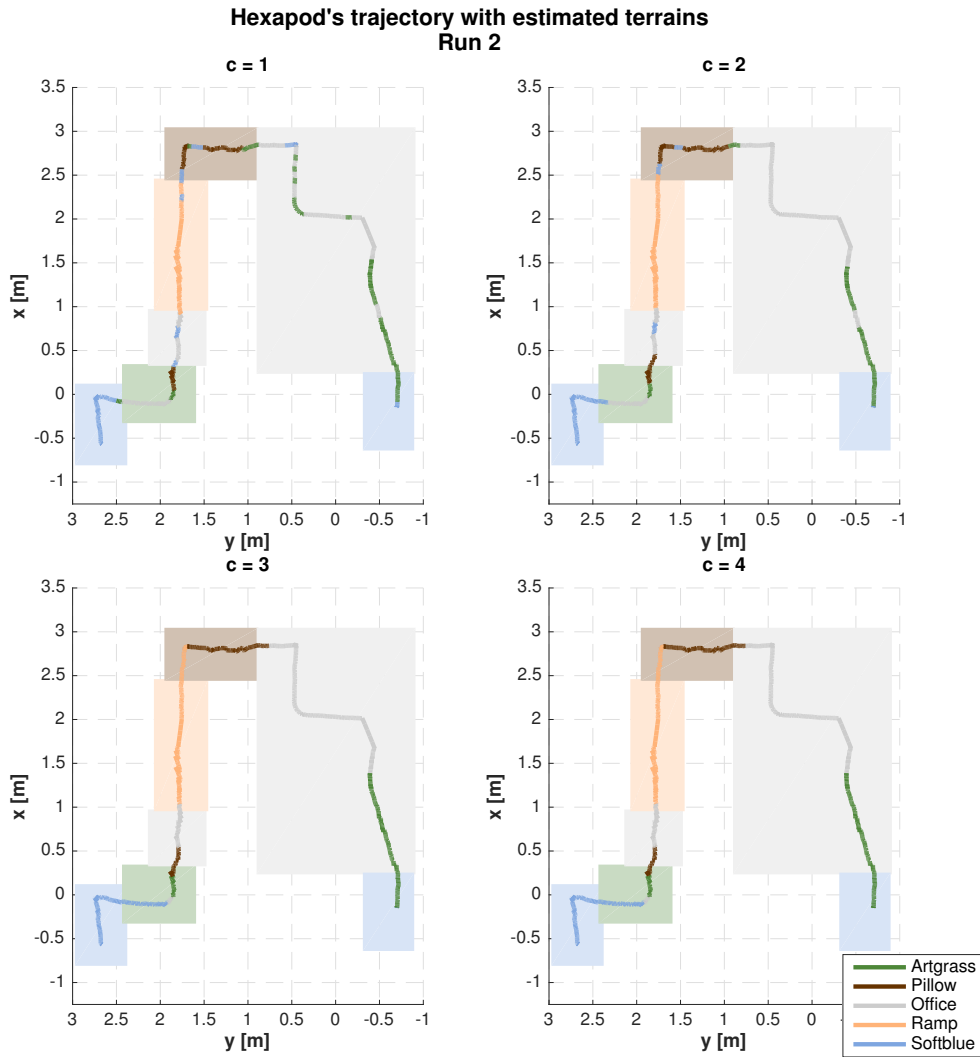 Hexapod's trajectory with estimated terrains
Run 2
c = 1
3.5
3
2.5
2
1.5
1
0.5
0
-0.5
-1
x [m]
3 2.5 2 1.5 1 0.5 0 -0.5 -1
y [m]
c = 2
3.5
3
2.5
2
1.5
1
0.5
0
-0.5
-1
x [m]
3 2.5 2 1.5 1 0.5 0 -0.5 -1
y [m]
c = 3
3.5
3
2.5
2
1.5
1
0.5
0
-0.5
-1
x [m]
3 2.5 2 1.5 1 0.5 0 -0.5 -1
y [m]
c = 4
3.5
3
2.5
2
1.5
1
0.5
0
-0.5
-1
x [m]
3 2.5 2 1.5 1 0.5 0
y [m]
Artgrass
Pillow
Office
Ramp
Softblue